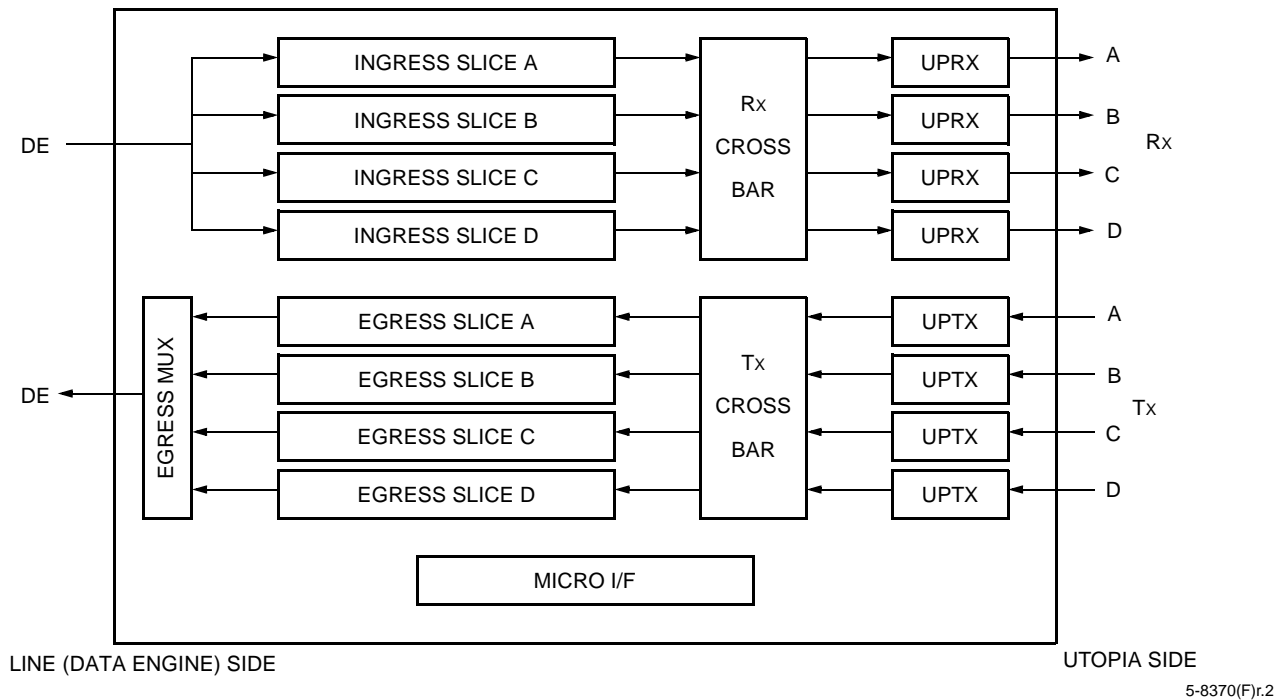 INGRESS SLICE A
UPRX
A
INGRESS SLICE B
UPRX
B
DE
Rx
CROSS
BAR
Rx
INGRESS SLICE C
UPRX
C
INGRESS SLICE D
UPRX
D
EGRESS SLICE A
UPTX
A
EGRESS SLICE B
UPTX
B
DE
EGRESS MUX
Tx
CROSS
BAR
Tx
EGRESS SLICE C
UPTX
C
EGRESS SLICE D
UPTX
D
MICRO I/F
LINE (DATA ENGINE) SIDE
UTOPIA SIDE
5-8370(F)r.2